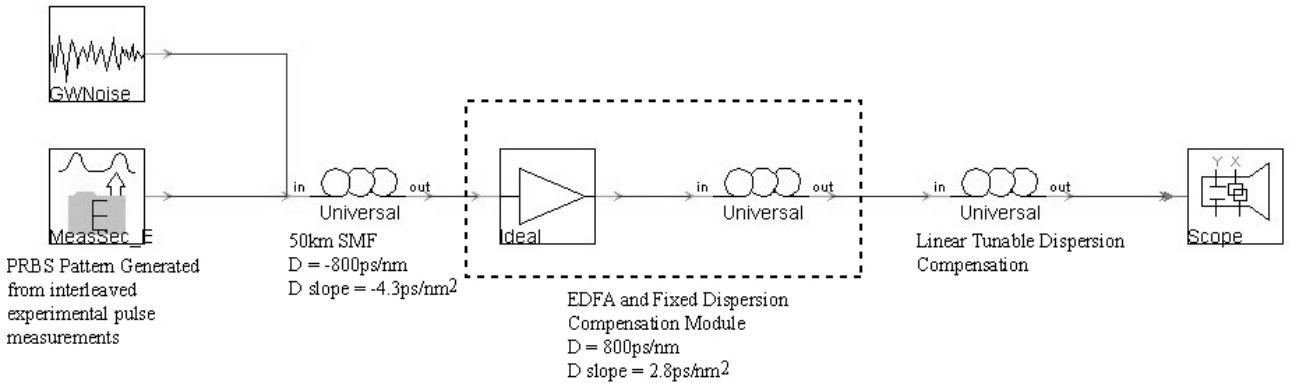 GWNoise
MeasSec_E
E
PRBS Pattern Generated
from interleaved
experimental pulse
measurements
in
out
Universal
50km SMF
D = -800ps/nm
D slope = -4.3ps/nm2
Ideal
in
out
Universal
EDFA and Fixed Dispersion
Compensation Module
D = 800ps/nm
D slope = 2.8ps/nm2
in
out
Universal
Linear Tunable Dispersion
Compensation
Y X
Scope